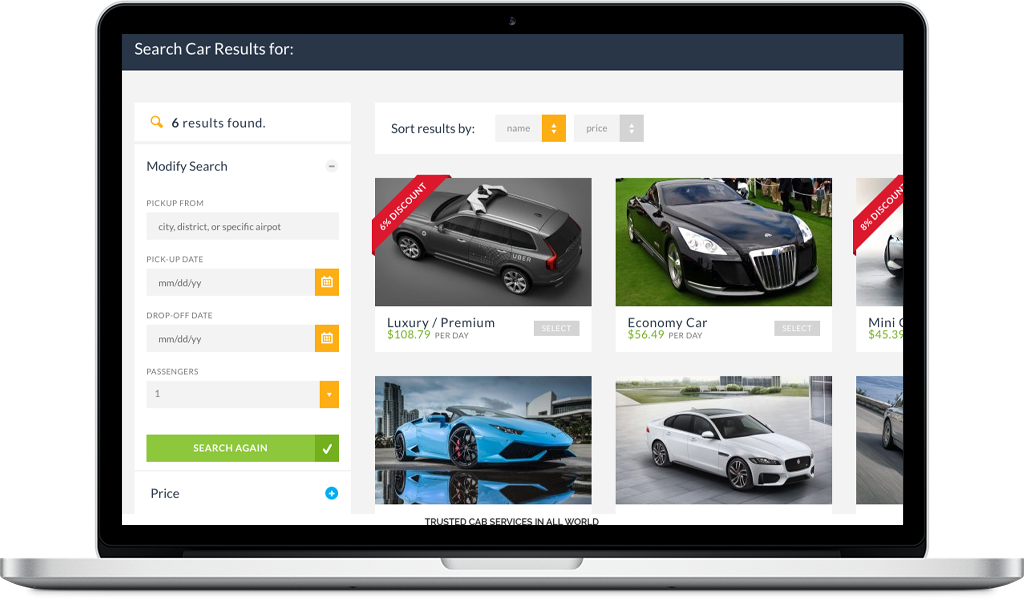 Search Car Results for:
6 results found.
Modify Search
PICKUP FROM
city, district, or specific airpot
PICK-UP DATE
mm/dd/yy
DROP-OFF DATE
mm/dd/yy
PASSENGERS
1
SEARCH AGAIN
Price
Sort results by:
name
price
6% DISCOUNT
UBER
Luxury / Premium
$108.79 PER DAY
SELECT
Economy Car
$56.49 PER DAY
SELECT
8% DISCOUNT
Mini C
$45.39
TRUSTED CAB SERVICES IN ALL WORLD